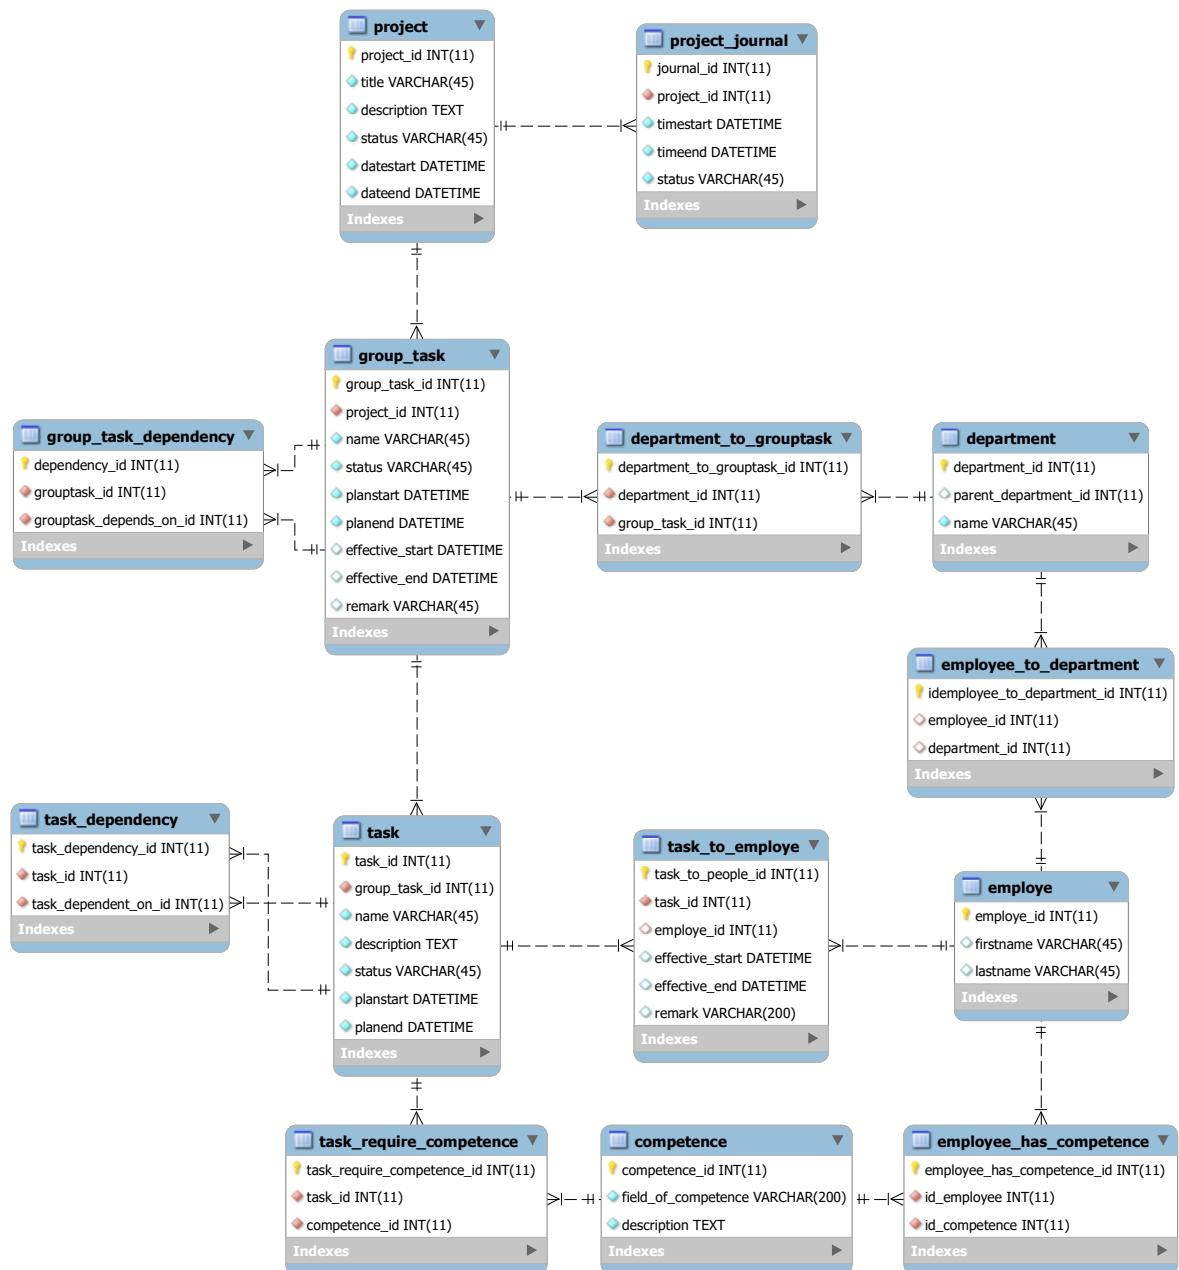 project
project_id INT(11)
title VARCHAR(45)
description TEXT
status VARCHAR(45)
datestart DATETIME
dateend DATETIME
Indexes
project_journal
journal_id INT(11)
project_id INT(11)
timestart DATETIME
timeend DATETIME
status VARCHAR(45)
Indexes
group_task
group_task_id INT(11)
project_id INT(11)
name VARCHAR(45)
status VARCHAR(45)
planstart DATETIME
planend DATETIME
effective_start DATETIME
effective_end DATETIME
remark VARCHAR(45)
Indexes
group_task_dependency
dependency_id INT(11)
grouptask_id INT(11)
grouptask_depends_on_id INT(11)
Indexes
department_to_grouptask
department_to_grouptask_id INT(11)
department_id INT(11)
group_task_id INT(11)
Indexes
department
department_id INT(11)
parent_department_id INT(11)
name VARCHAR(45)
Indexes
employee_to_department
idemployee_to_department_id INT(11)
employee_id INT(11)
department_id INT(11)
Indexes
task_dependency
task_dependency_id INT(11)
task_id INT(11)
task_dependent_on_id INT(11)
Indexes
task
task_id INT(11)
group_task_id INT(11)
name VARCHAR(45)
description TEXT
status VARCHAR(45)
planstart DATETIME
planend DATETIME
Indexes
task_to_employe
task_to_people_id INT(11)
task_id INT(11)
employe_id INT(11)
effective_start DATETIME
effective_end DATETIME
remark VARCHAR(200)
Indexes
employe
employe_id INT(11)
firstname VARCHAR(45)
lastname VARCHAR(45)
Indexes
task_require_competence
task_require_competence_id INT(11)
task_id INT(11)
competence_id INT(11)
Indexes
competence
competence_id INT(11)
field_of_competence VARCHAR(200)
description TEXT
Indexes
employee_has_competence
employee_has_competence_id INT(11)
id_employee INT(11)
id_competence INT(11)
Indexes